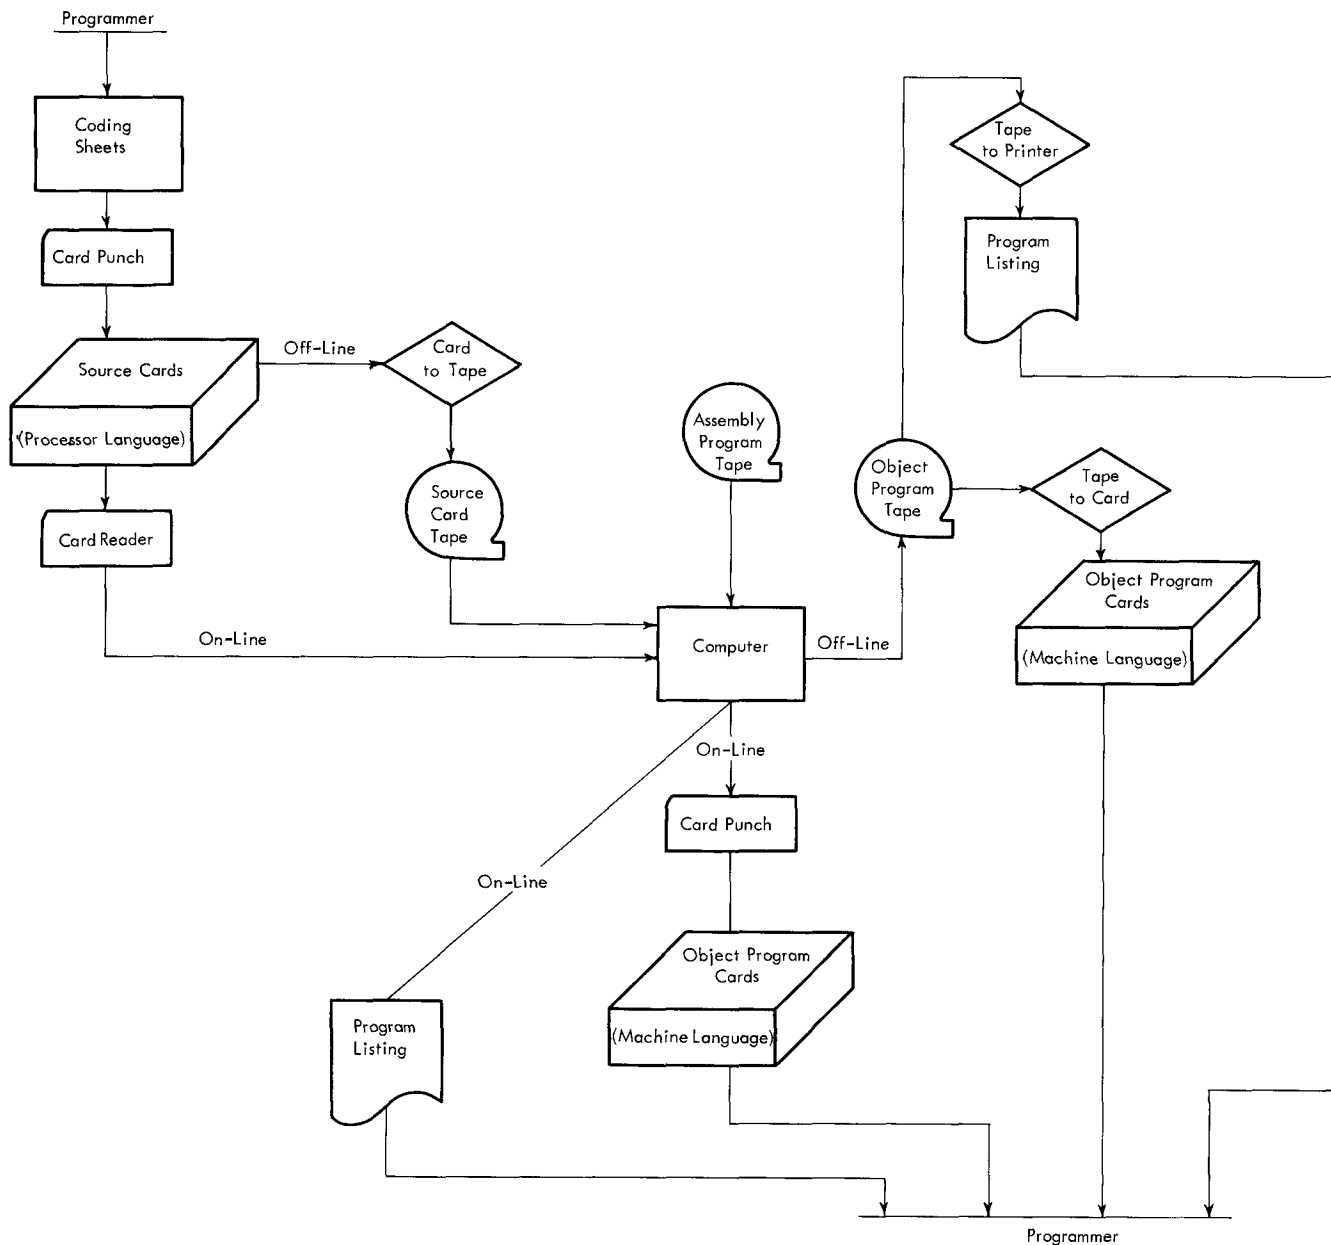 Programmer
Coding
Sheets
Card Punch
Source Cards
(Processor Language)
Card Reader
Off-Line
Card
to Tape
Source
Card
Tape
On-Line
Assembly
Program
Tape
Computer
Off-Line
Object
Program
Tape
Tape
to Printer
Program
Listing
Tape
to Card
Object Program
Cards
(Machine Language)
On-Line
Card Punch
Object Program
Cards
(Machine Language)
On-Line
Program
Listing
Programmer